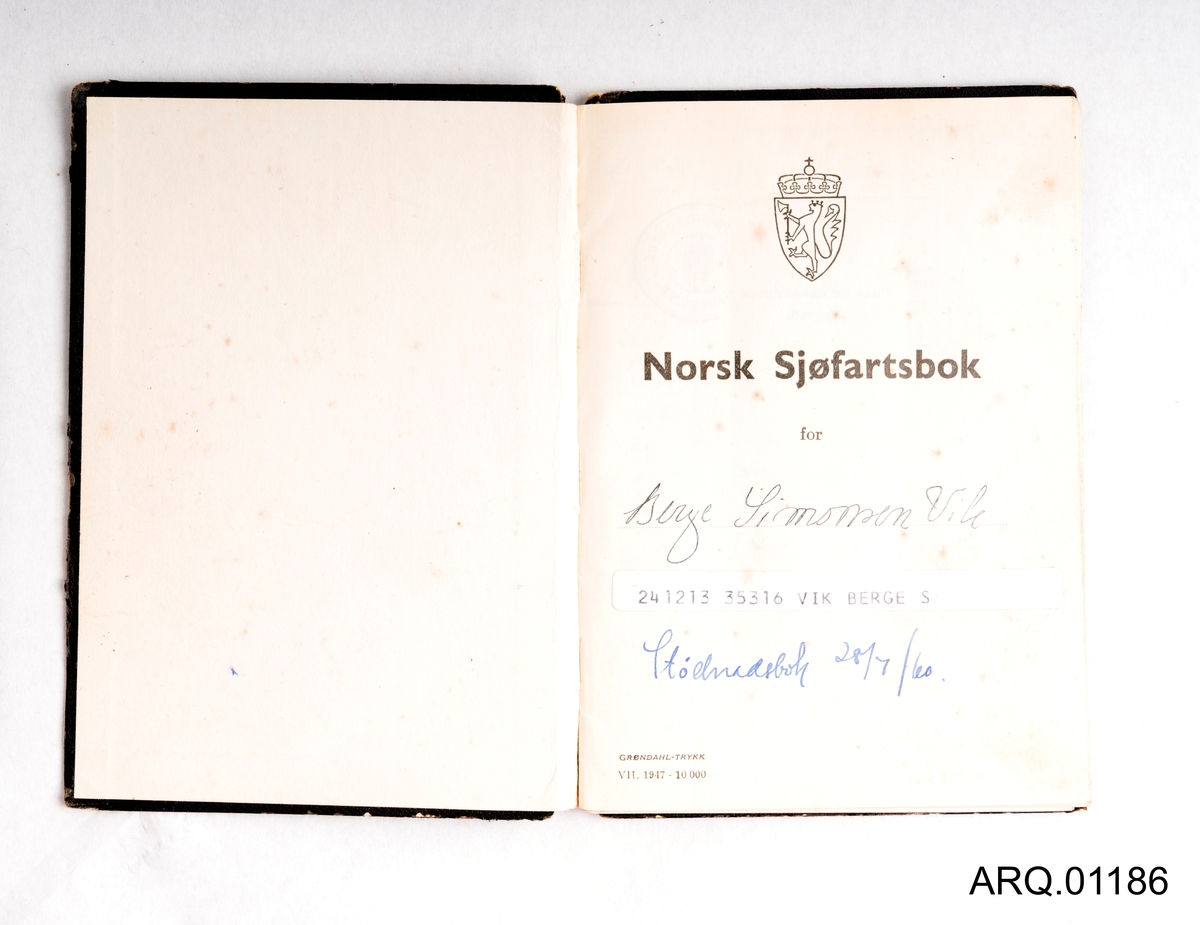 Norsk Sjøfartsbok
for
Berge Simonsen Vik
241213 35316 VIK BERGE S
Stødnadsbok 28/7/60.
GRØNDAHL-TRYKK
VII. 1947 - 10 000
ARQ.01186